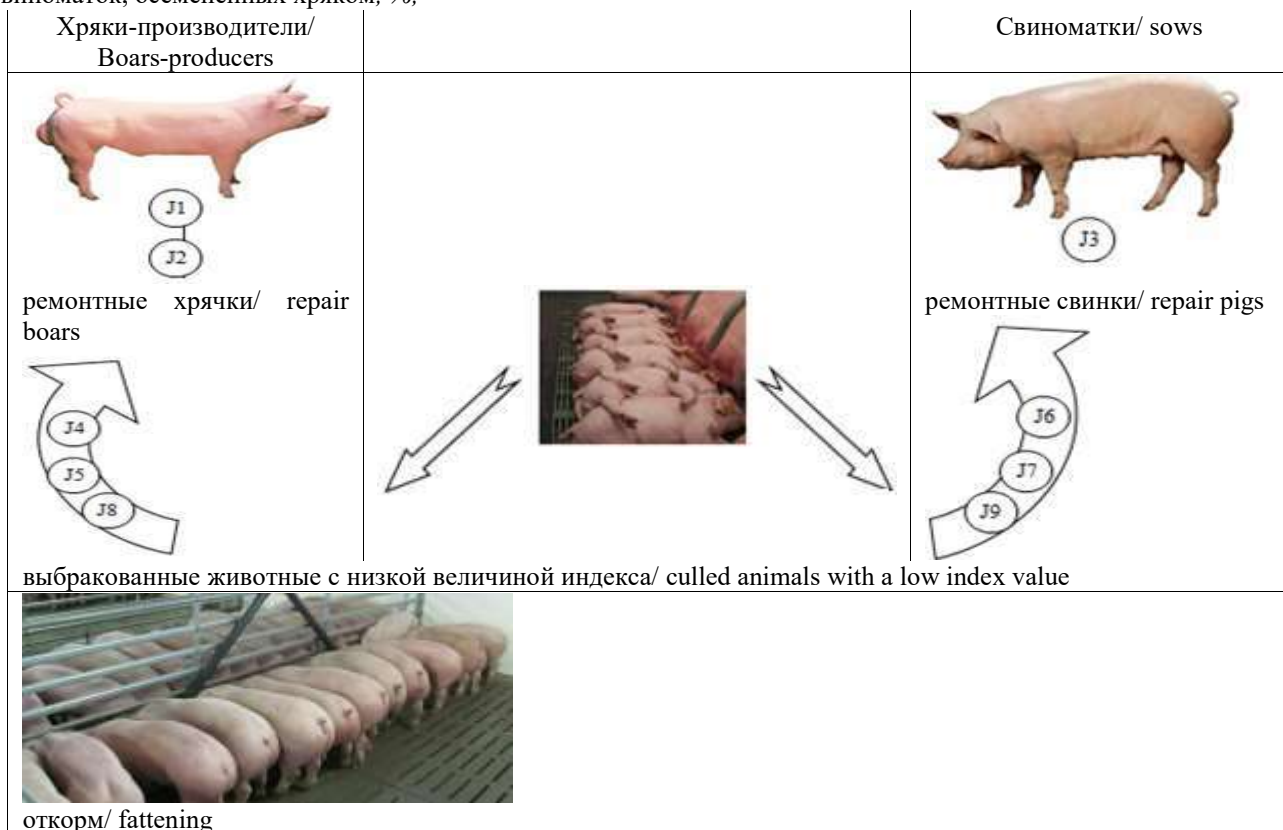 Хряки-производители/
Boars-producers
Свиноматки/ sows
J1
J2
J3
ремонтные хрячки/ repair
boars
ремонтные свинки/ repair pigs
J4
J5
J8
J6
J7
J9
выбракованные животные с низкой величиной индекса/ culled animals with a low index value
откорм/ fattening